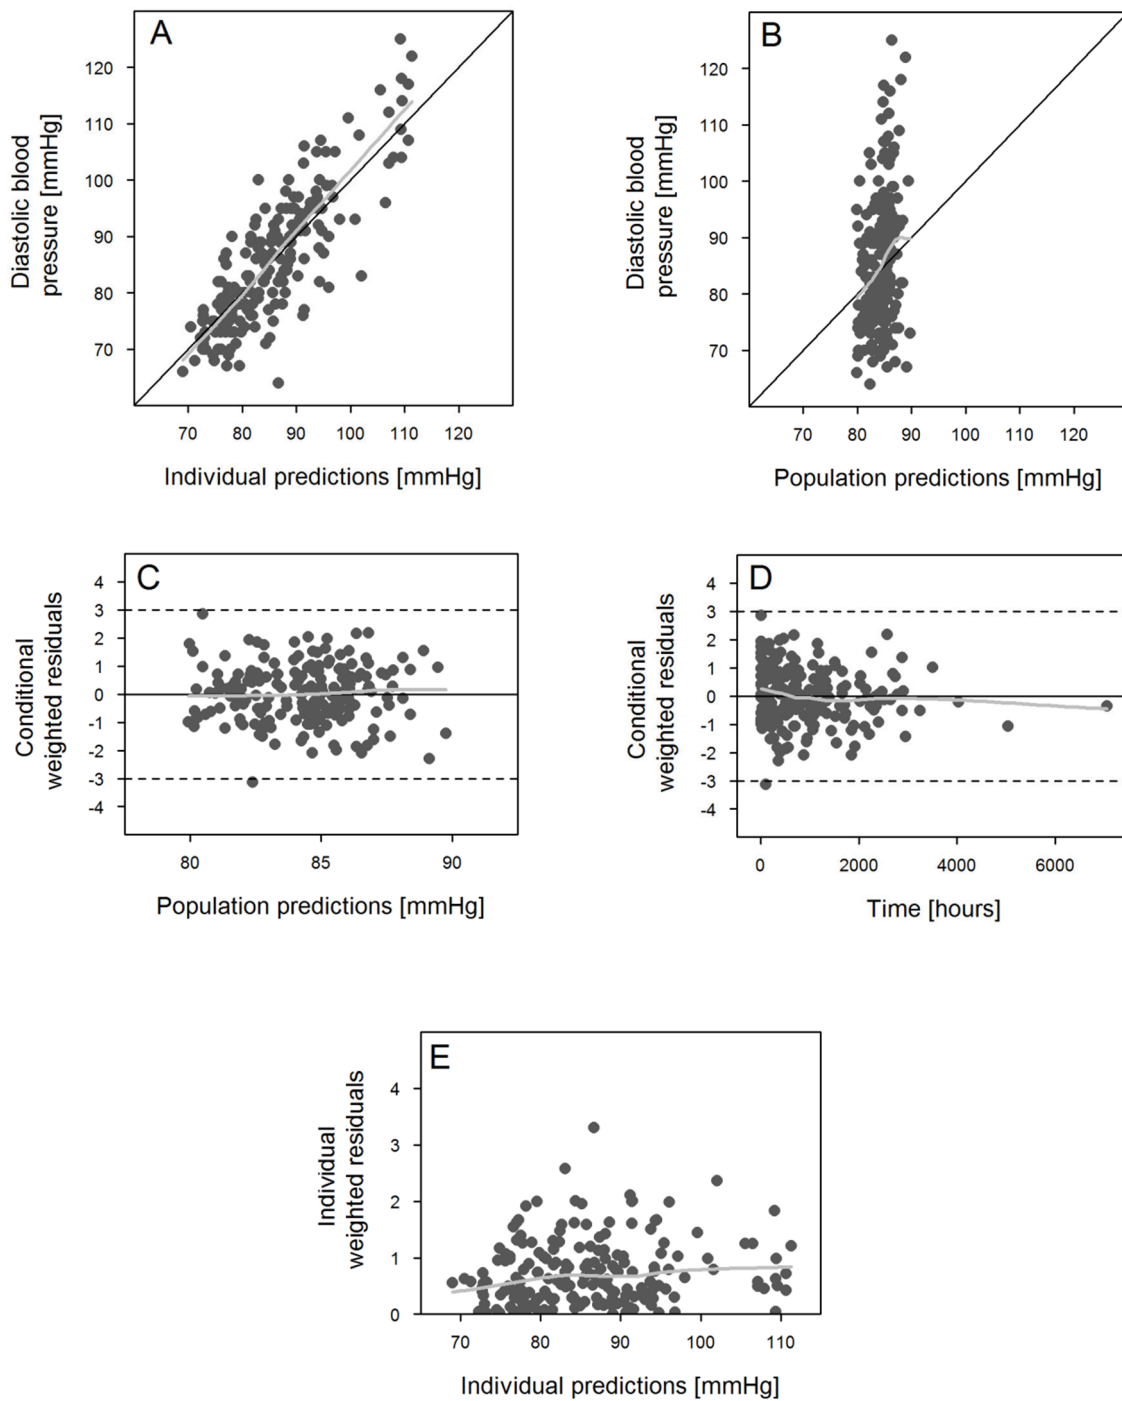 A
Diastolic blood
pressure [mmHg]
120
110
100
90
80
70
70 80 90 100 110 120
Individual predictions [mmHg]
B
Diastolic blood
pressure [mmHg]
120
110
100
90
80
70
70 80 90 100 110 120
Population predictions [mmHg]
C
Conditional
weighted residuals
4
3
2
1
0
-1
-2
-3
-4
80 85 90
Population predictions [mmHg]
D
Conditional
weighted residuals
4
3
2
1
0
-1
-2
-3
-4
0 2000 4000 6000
Time [hours]
E
Individual
weighted residuals
4
3
2
1
0
70 80 90 100 110
Individual predictions [mmHg]